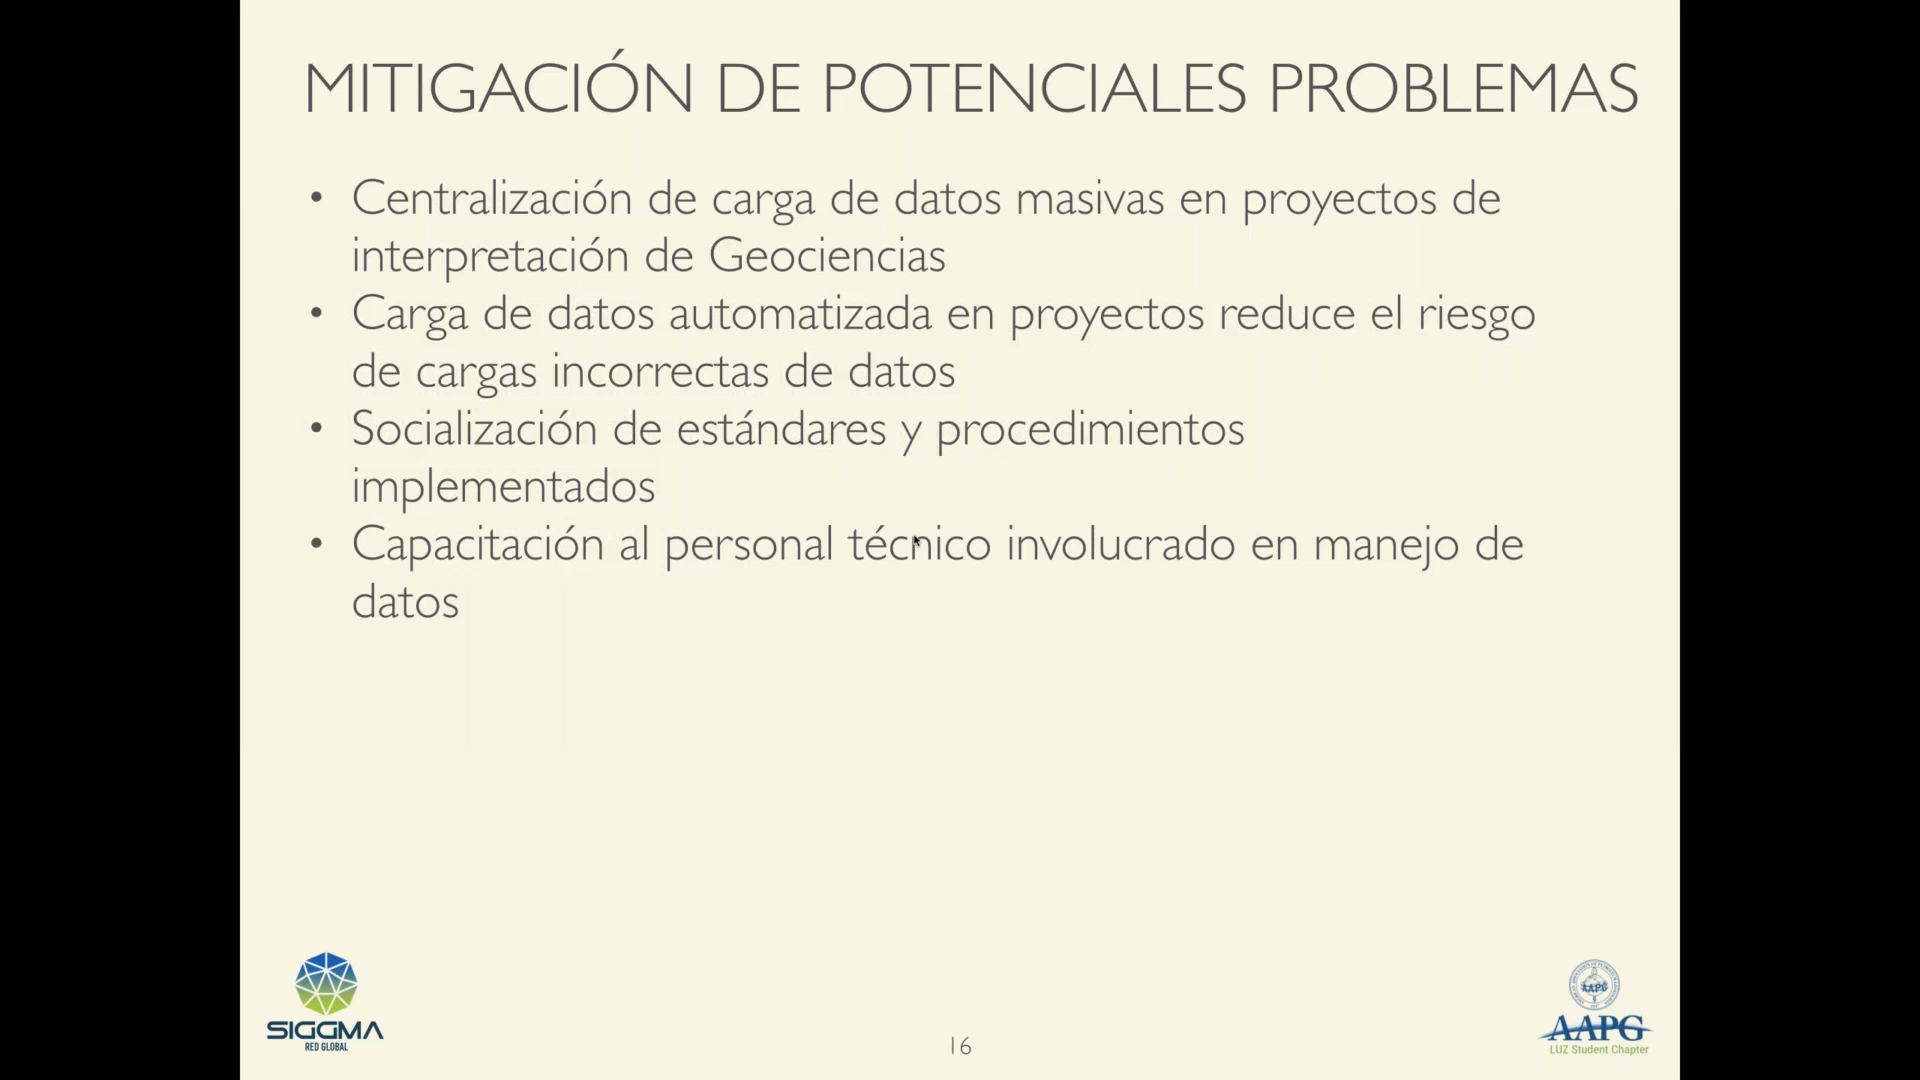 MITIGACIÓN DE POTENCIALES PROBLEMAS
• Centralización de carga de datos masivas en proyectos de
interpretación de Geociencias
• Carga de datos automatizada en proyectos reduce el riesgo
de cargas incorrectas de datos
• Socialización de estándares y procedimientos
implementados
• Capacitación al personal técnico involucrado en manejo de
datos
SIGGMA
RED GLOBAL
16
AAPG
AAPG
LUZ Student Chapter